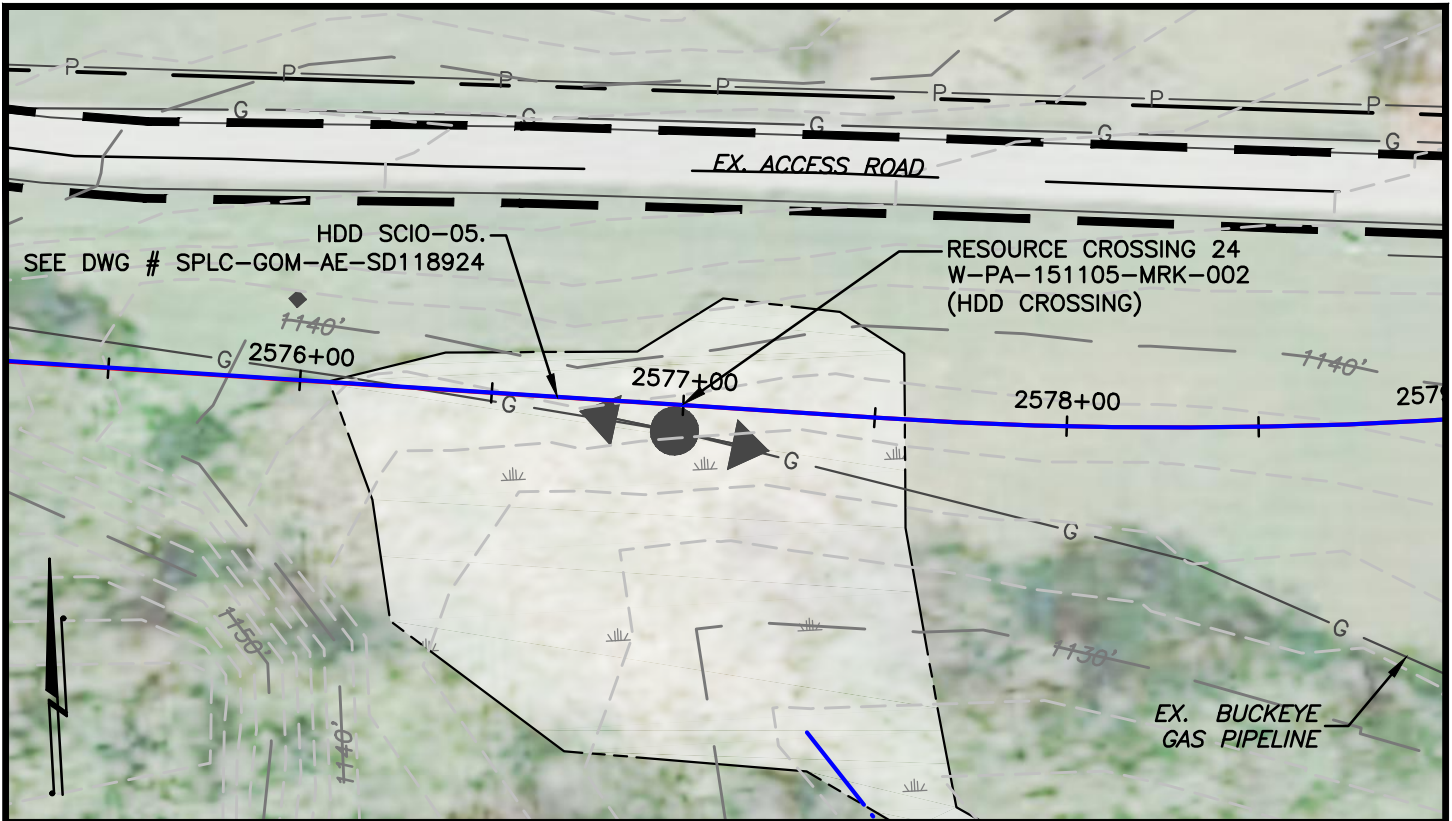 P P P P P P P
G G G G G
EX. ACCESS ROAD
HDD SCIO-05.
SEE DWG # SPLC-GOM-AE-SD118924
RESOURCE CROSSING 24
W-PA-151105-MRK-002
(HDD CROSSING)
1140'
1140'
G
2576+00
2577+00
2578+00
G
G
G
G
1150'
1130'
1140'
EX. BUCKEYE
GAS PIPELINE